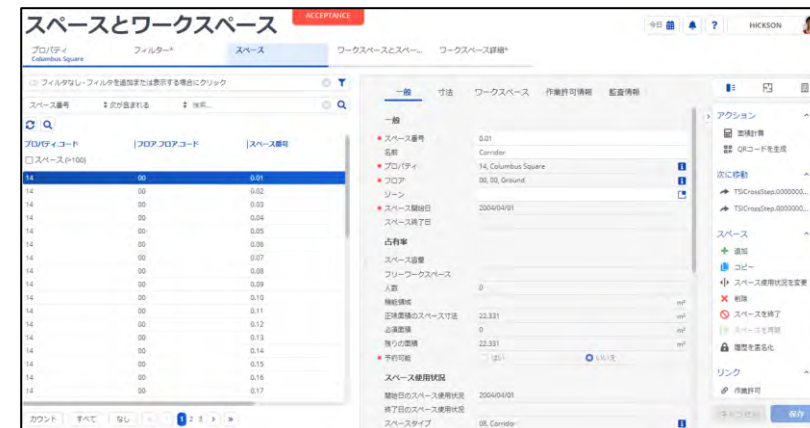 スペースとワークスペース
ACCEPTANCE
今日
?
HICKSON
プロパティ
Columbus Square
フィルター*
スペース
ワークスペースとスペー...
ワークスペース詳細*
フィルタなし - フィルタを追加または表示する場合にクリック
スペース番号 次が含まれる 検索...
プロパティ.コード フロア.フロア.コード スペース番号
スペース (>100)
14 00 0.01
14 00 0.02
14 00 0.03
14 00 0.04
14 00 0.05
14 00 0.06
14 00 0.07
14 00 0.08
14 00 0.09
14 00 0.10
14 00 0.11
14 00 0.12
14 00 0.13
14 00 0.14
14 00 0.15
14 00 0.16
14 00 0.17
カウント すべて なし 1 2 3
一般 寸法 ワークスペース 作業許可情報 監査情報
一般
スペース番号 0.01
名前 Corridor
プロパティ 14, Columbus Square
フロア 00, 00, Ground
ゾーン
スペース開始日 2004/04/01
スペース終了日
占有率
スペース容量
フリーワークスペース
人数 0
機能領域 m²
正味面積のスペース寸法 22.331 m²
必須面積 0 m²
残りの面積 22.331 m²
予約可能 はい いいえ
スペース使用状況
開始日のスペース使用状況 2004/04/01
終了日のスペース使用状況
スペースタイプ 08, Corridor
アクション
面積計算
QRコードを生成
次に移動
TSICrossStep.0000000...
TSICrossStep.0000000...
スペース
追加
コピー
スペース使用状況を変更
削除
スペースを終了
スペースを再開
履歴を匿名化
リンク
作業許可
キャンセル 保存